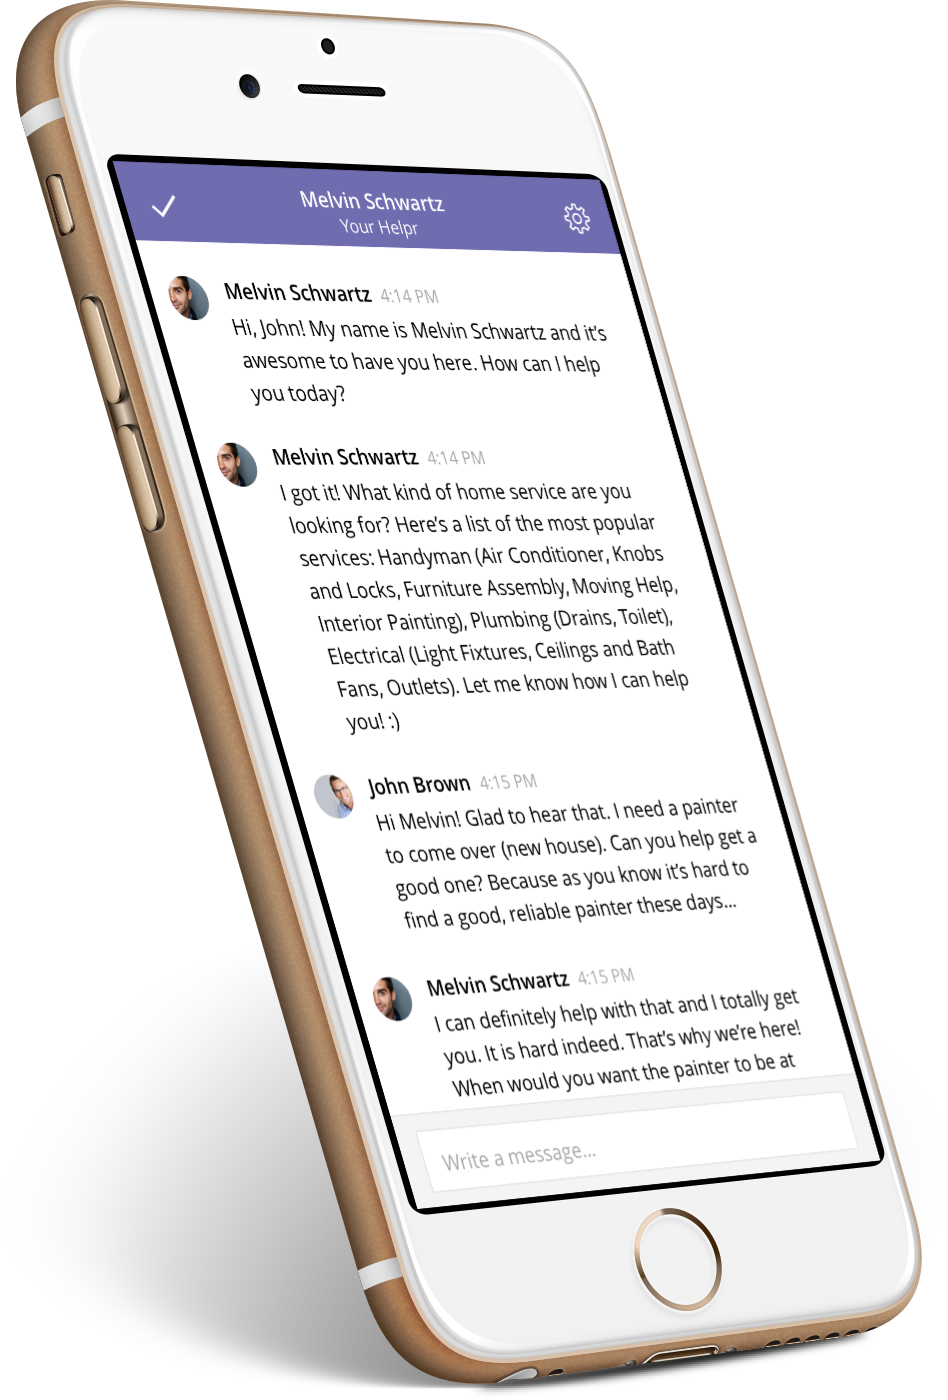 Melvin Schwartz
Your Helpr
Melvin Schwartz 4:14 PM
Hi, John! My name is Melvin Schwartz and it's
awesome to have you here. How can I help
you today?
Melvin Schwartz 4:14 PM
I got it! What kind of home service are you
looking for? Here's a list of the most popular
services: Handyman (Air Conditioner, Knobs
and Locks, Furniture Assembly, Moving Help,
Interior Painting), Plumbing (Drains, Toilet),
Electrical (Light Fixtures, Ceilings and Bath
Fans, Outlets). Let me know how I can help
you! :)
John Brown 4:15 PM
Hi Melvin! Glad to hear that. I need a painter
to come over (new house). Can you help get a
good one? Because as you know it's hard to
find a good, reliable painter these days...
Melvin Schwartz 4:15 PM
I can definitely help with that and I totally get
you. It is hard indeed. That's why we're here!
When would you want the painter to be at
Write a message...